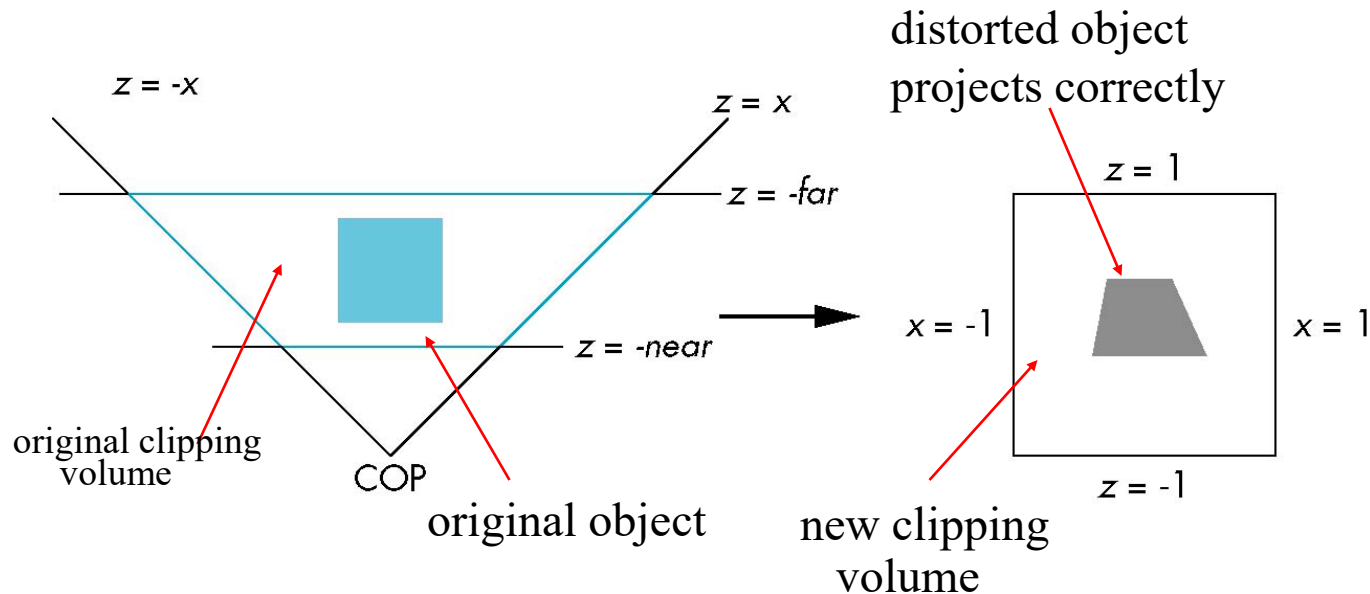 distorted object
projects correctly
z = -x
z = x
z = 1
z = -far
x = -1
x = 1
z = -near
original clipping
volume
COP
z = -1
original object
new clipping
volume